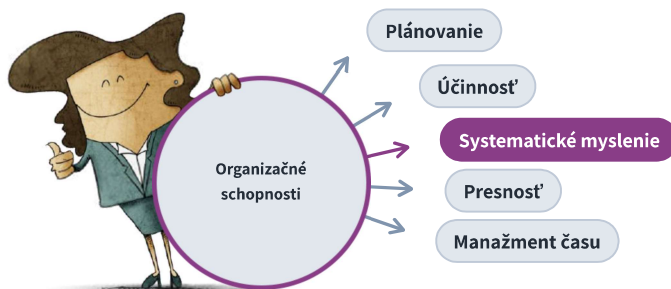 Plánovanie
Účinnosť
Systematické myslenie
Organizačné
schopnosti
Presnosť
Manažment času